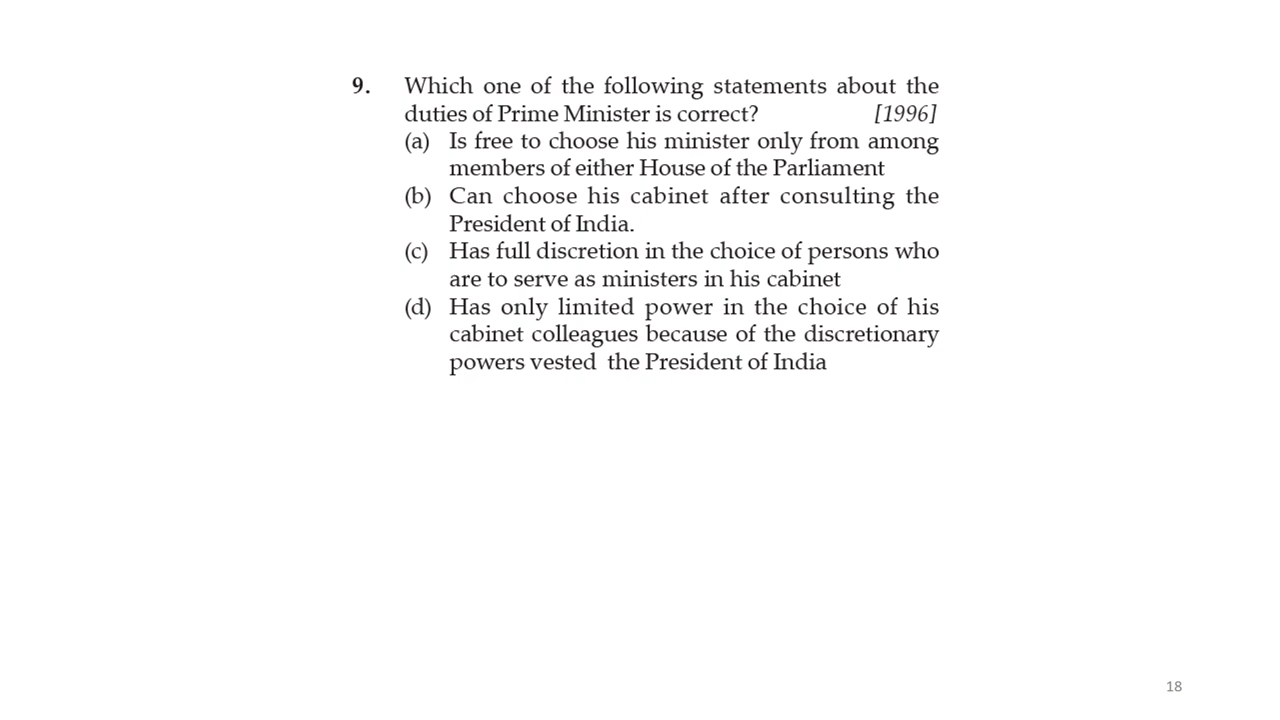 9. Which one of the following statements about the
duties of Prime Minister is correct? [1996]
(a) Is free to choose his minister only from among
members of either House of the Parliament
(b) Can choose his cabinet after consulting the
President of India.
(c) Has full discretion in the choice of persons who
are to serve as ministers in his cabinet
(d) Has only limited power in the choice of his
cabinet colleagues because of the discretionary
powers vested the President of India
18